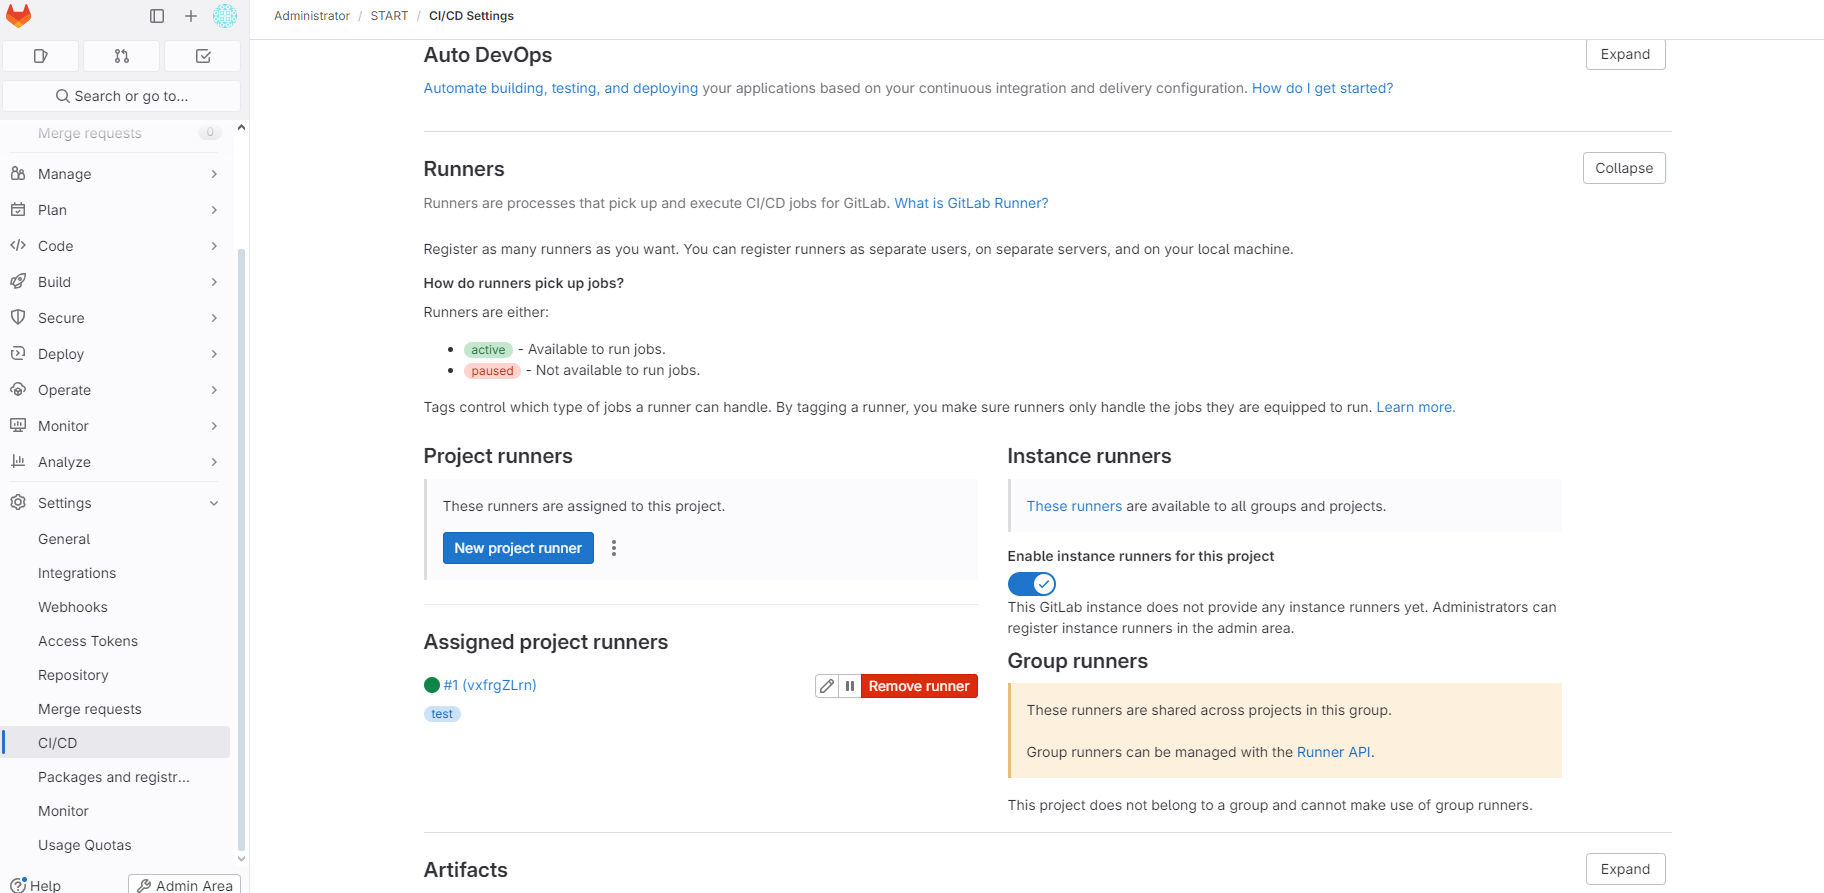 Administrator / START / CI/CD Settings
Search or go to...
Merge requests 0
Manage
Plan
Code
Build
Secure
Deploy
Operate
Monitor
Analyze
Settings
General
Integrations
Webhooks
Access Tokens
Repository
Merge requests
CI/CD
Packages and registr...
Monitor
Usage Quotas
Help
Admin Area
Auto DevOps
Expand
Automate building, testing, and deploying your applications based on your continuous integration and delivery configuration. How do I get started?
Runners
Collapse
Runners are processes that pick up and execute CI/CD jobs for GitLab. What is GitLab Runner?
Register as many runners as you want. You can register runners as separate users, on separate servers, and on your local machine.
How do runners pick up jobs?
Runners are either:
active - Available to run jobs.
paused - Not available to run jobs.
Tags control which type of jobs a runner can handle. By tagging a runner, you make sure runners only handle the jobs they are equipped to run. Learn more.
Project runners
These runners are assigned to this project.
New project runner
Assigned project runners
#1 (vxfrgZLrn)
Remove runner
test
Instance runners
These runners are available to all groups and projects.
Enable instance runners for this project
This GitLab instance does not provide any instance runners yet. Administrators can
register instance runners in the admin area.
Group runners
These runners are shared across projects in this group.
Group runners can be managed with the Runner API.
This project does not belong to a group and cannot make use of group runners.
Artifacts
Expand